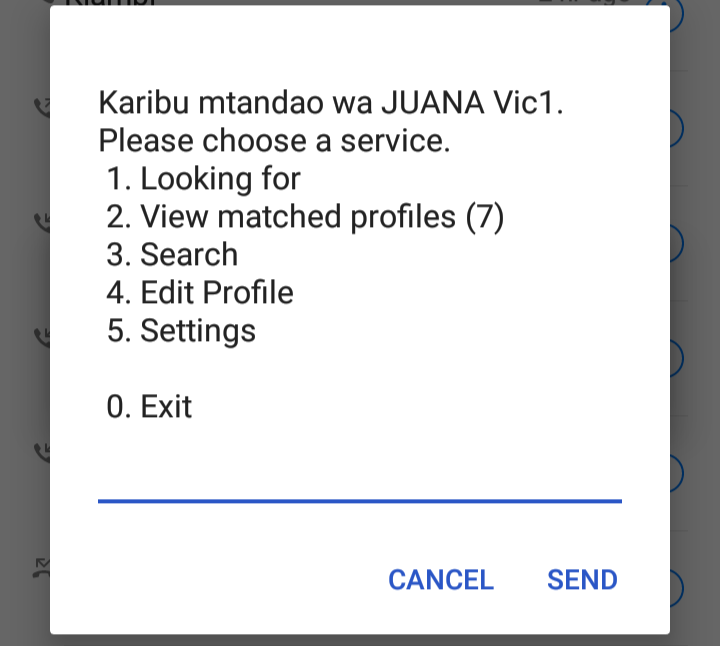 Karibu mtandao wa JUANA Vic1.
Please choose a service.
1. Looking for
2. View matched profiles (7)
3. Search
4. Edit Profile
5. Settings
0. Exit
CANCEL
SEND